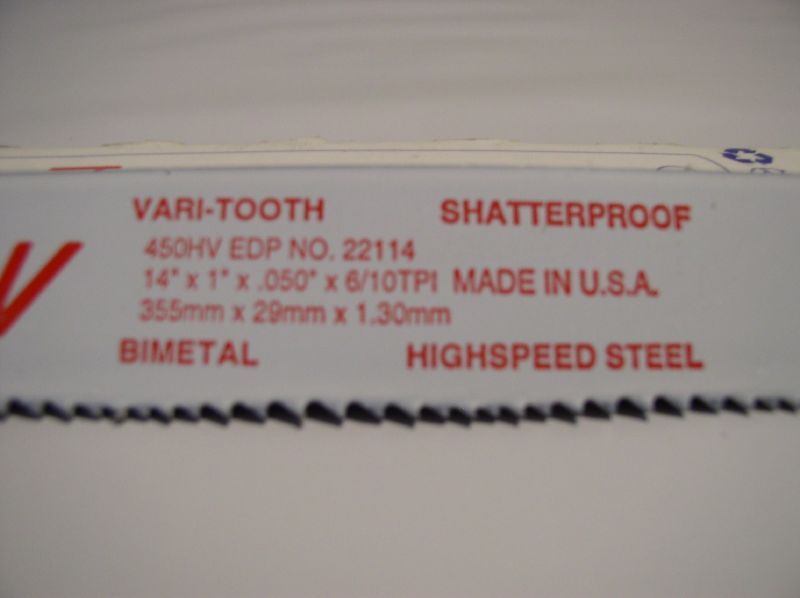 VARI-TOOTH SHATTERPROOF
450HV EDP NO. 22114
14" x 1" x .050" x 6/10TPI MADE IN U.S.A.
355mm x 29mm x 1.30mm
BIMETAL HIGHSPEED STEEL